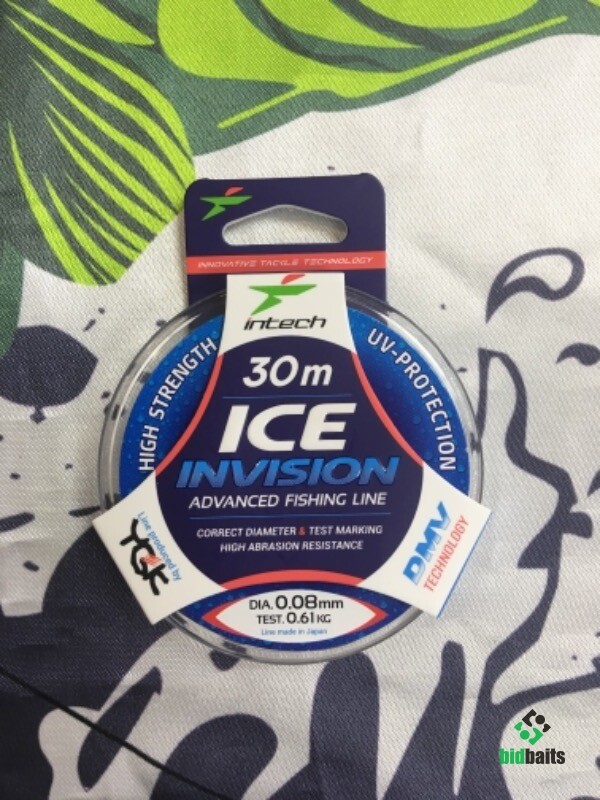 INNOVATIVE TACKLE TECHNOLOGY
intech
30m
HIGH STRENGTH
UV-PROTECTION
ICE
INVISION
ADVANCED FISHING LINE
CORRECT DIAMETER & TEST MARKING
HIGH ABRASION RESISTANCE
Line produced by
YGK
DMV
TECHNOLOGY
DIA. 0.08mm
TEST. 0.61 KG
Line made in Japan
bidbaits